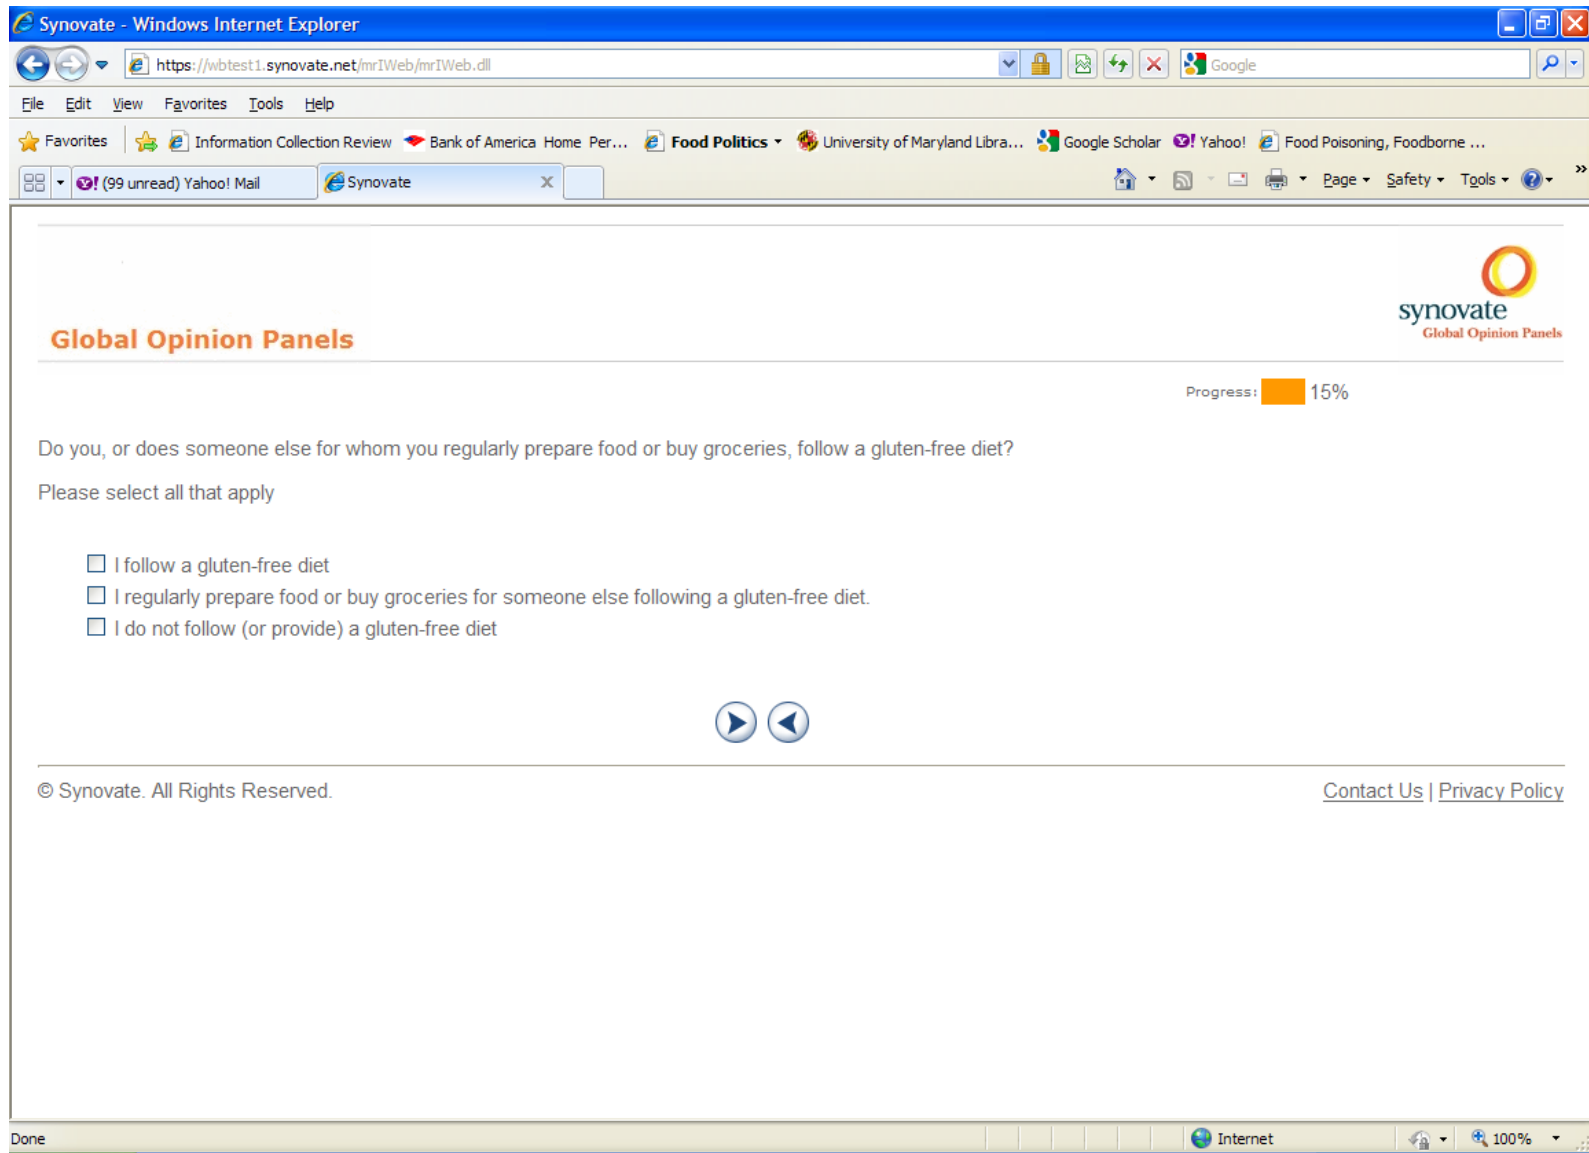 Synovate - Windows Internet Explorer
https://wbtest1.synovate.net/mrIWeb/mrIWeb.dll
Google
File Edit View Favorites Tools Help
Favorites Information Collection Review Bank of America Home Per... Food Politics University of Maryland Libra... Google Scholar Yahoo! Food Poisoning, Foodborne ...
(99 unread) Yahoo! Mail Synovate x Page Safety Tools »
synovate
Global Opinion Panels
Global Opinion Panels
Progress: 15%
Do you, or does someone else for whom you regularly prepare food or buy groceries, follow a gluten-free diet?
Please select all that apply
I follow a gluten-free diet
I regularly prepare food or buy groceries for someone else following a gluten-free diet.
I do not follow (or provide) a gluten-free diet
© Synovate. All Rights Reserved. Contact Us | Privacy Policy
Done Internet 100%